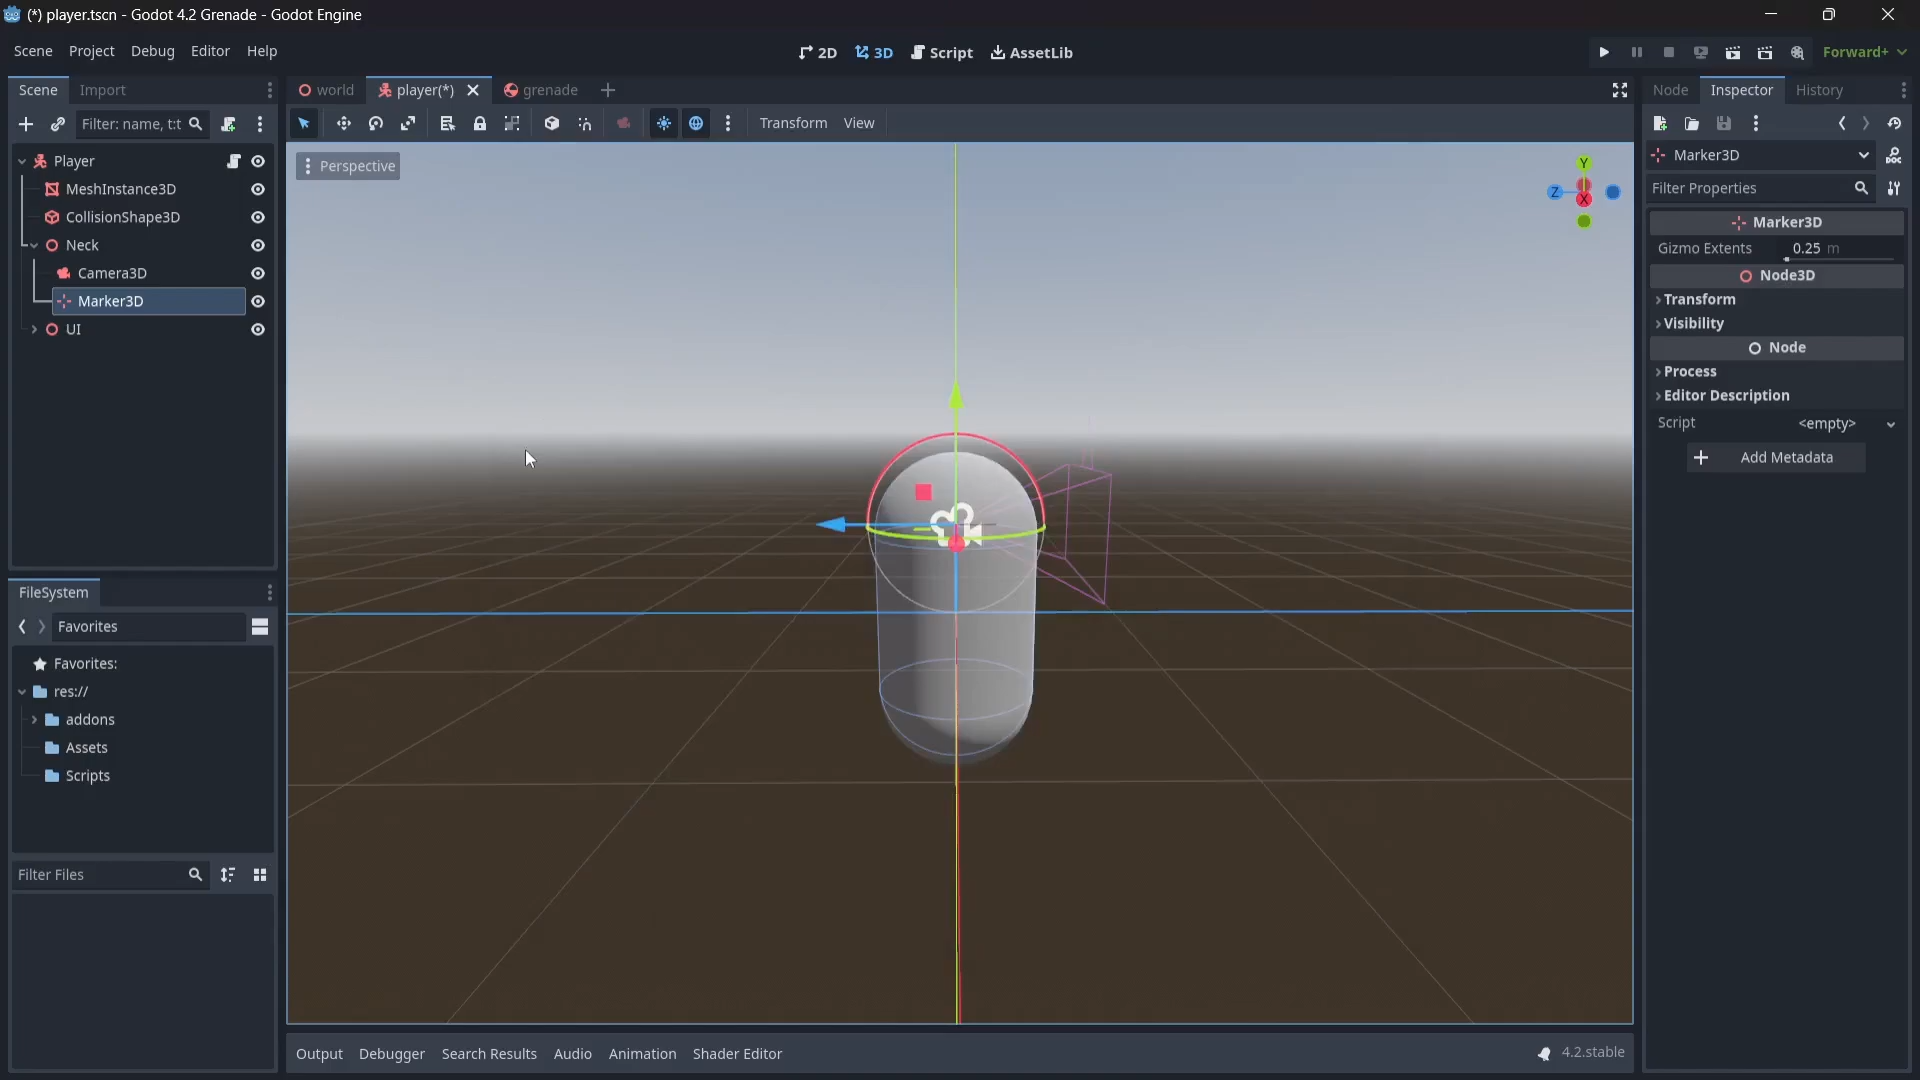 (*) player.tscn - Godot 4.2 Grenade - Godot Engine
Scene Project Debug Editor Help
2D 3D Script AssetLib
Forward+
Scene Import
world player(*) grenade
Node Inspector History
Filter: name, t:t
Transform View
Player
MeshInstance3D
CollisionShape3D
Neck
Camera3D
Marker3D
UI
Perspective
Y
Z
X
Marker3D
Filter Properties
Marker3D
Gizmo Extents 0.25 m
Node3D
Transform
Visibility
Node
Process
Editor Description
Script <empty>
Add Metadata
FileSystem
Favorites
Favorites:
res://
addons
Assets
Scripts
Filter Files
Output Debugger Search Results Audio Animation Shader Editor
4.2.stable